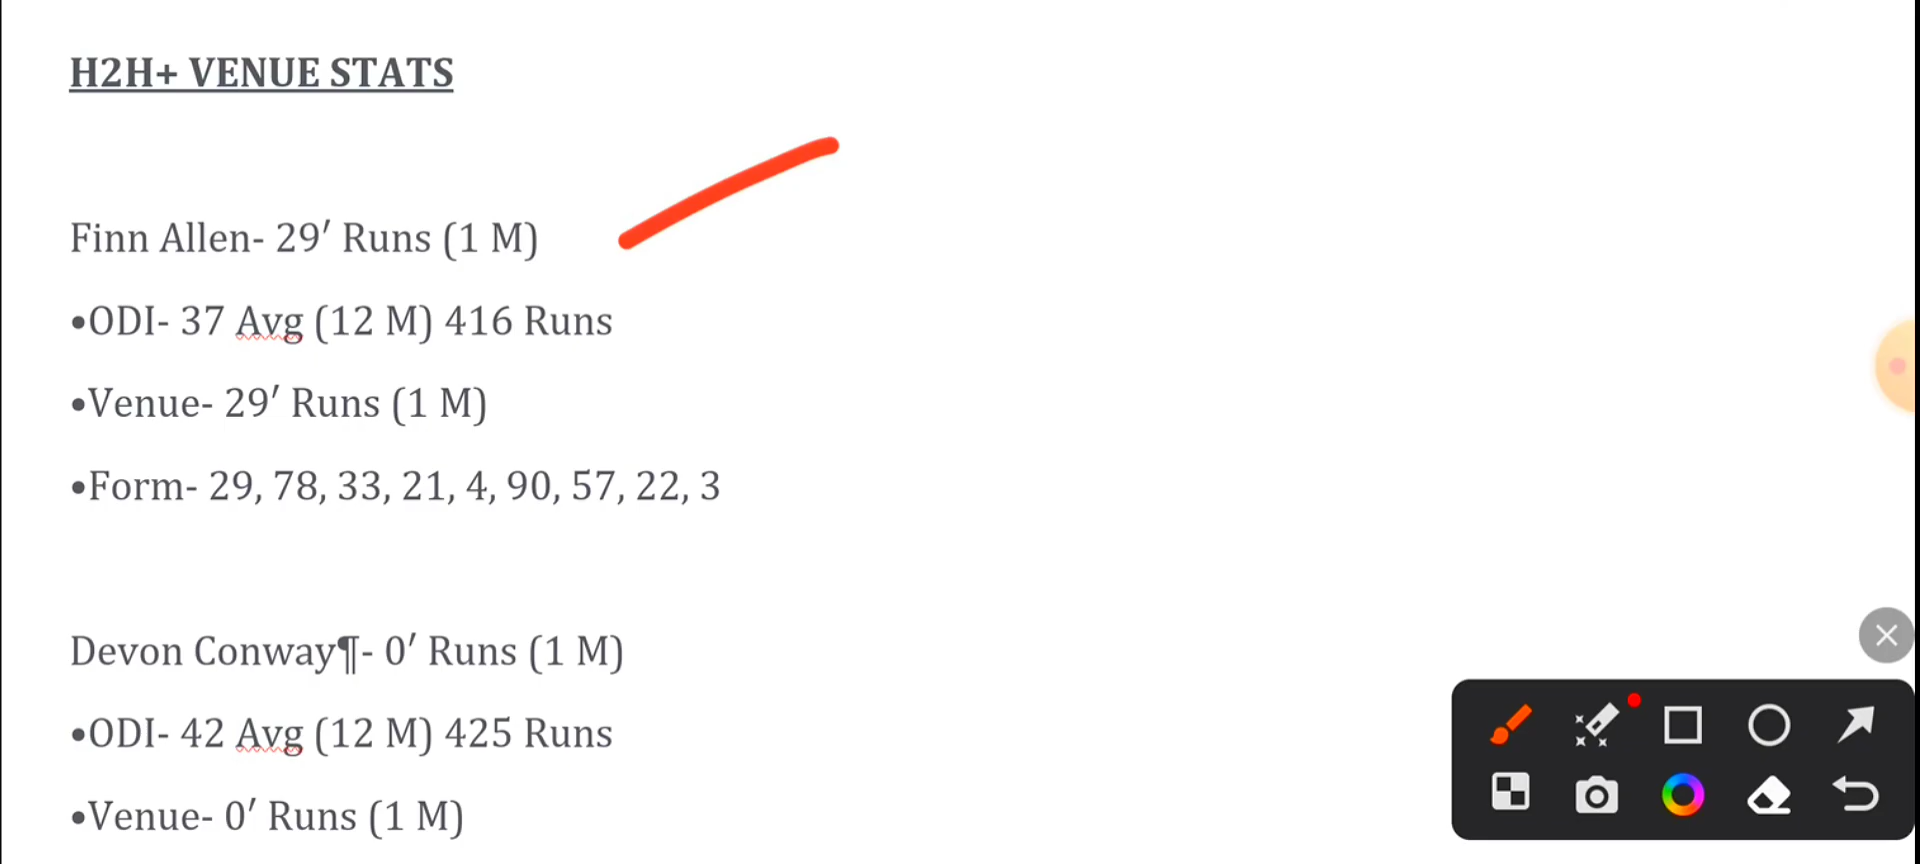 H2H+ VENUE STATS
Finn Allen- 29′ Runs (1 M)
•ODI- 37 Avg (12 M) 416 Runs
•Venue- 29′ Runs (1 M)
•Form- 29, 78, 33, 21, 4, 90, 57, 22, 3
Devon Conway¶- 0′ Runs (1 M)
•ODI- 42 Avg (12 M) 425 Runs
•Venue- 0′ Runs (1 M)